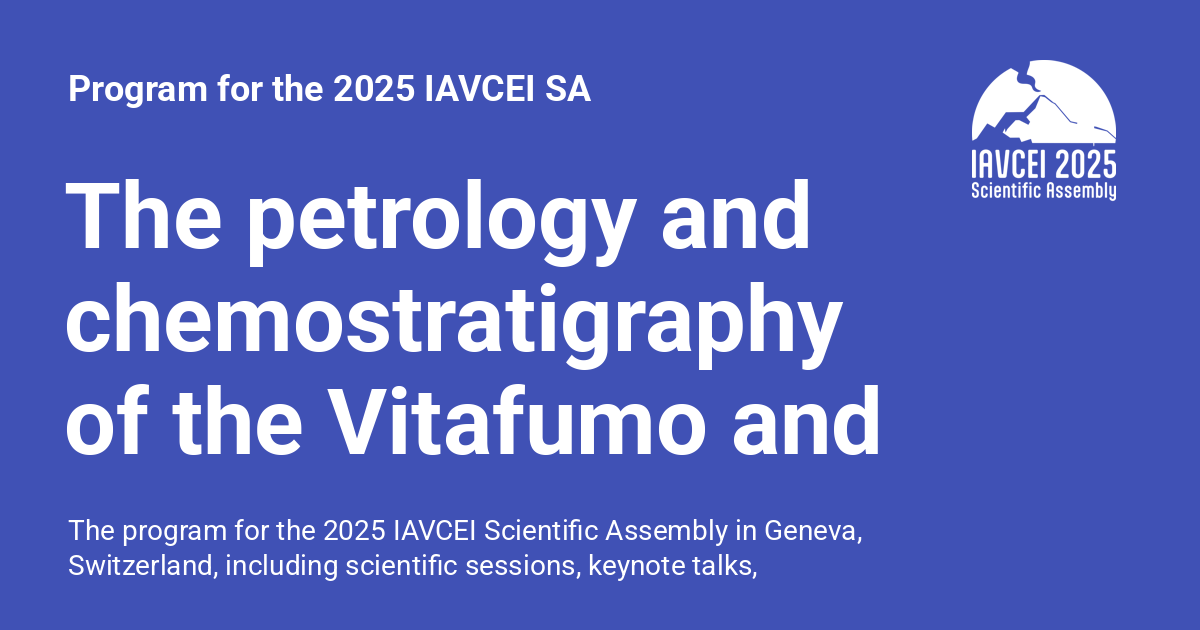 Program for the 2025 IAVCEI SA
IAVCEI 2025
Scientific Assembly
The petrology and
chemostratigraphy
of the Vitafumo and
The program for the 2025 IAVCEI Scientific Assembly in Geneva,
Switzerland, including scientific sessions, keynote talks,